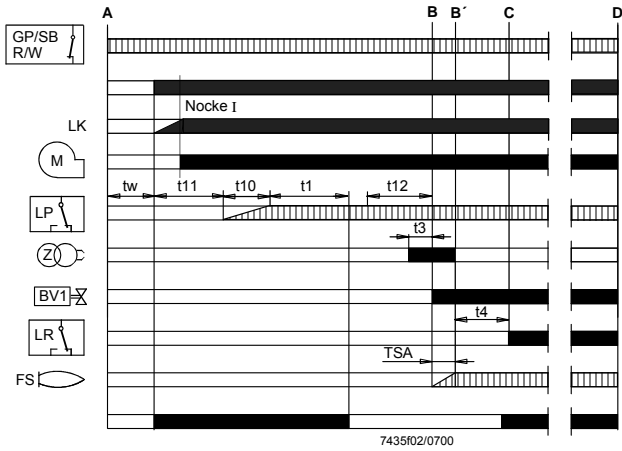 A B B´ C D
GP/SB
R/W
Nocke I
LK
M
tw t11 t10 t1 t12
LP
t3
Z
BV1
t4
LR
TSA
FS
7435f02/0700